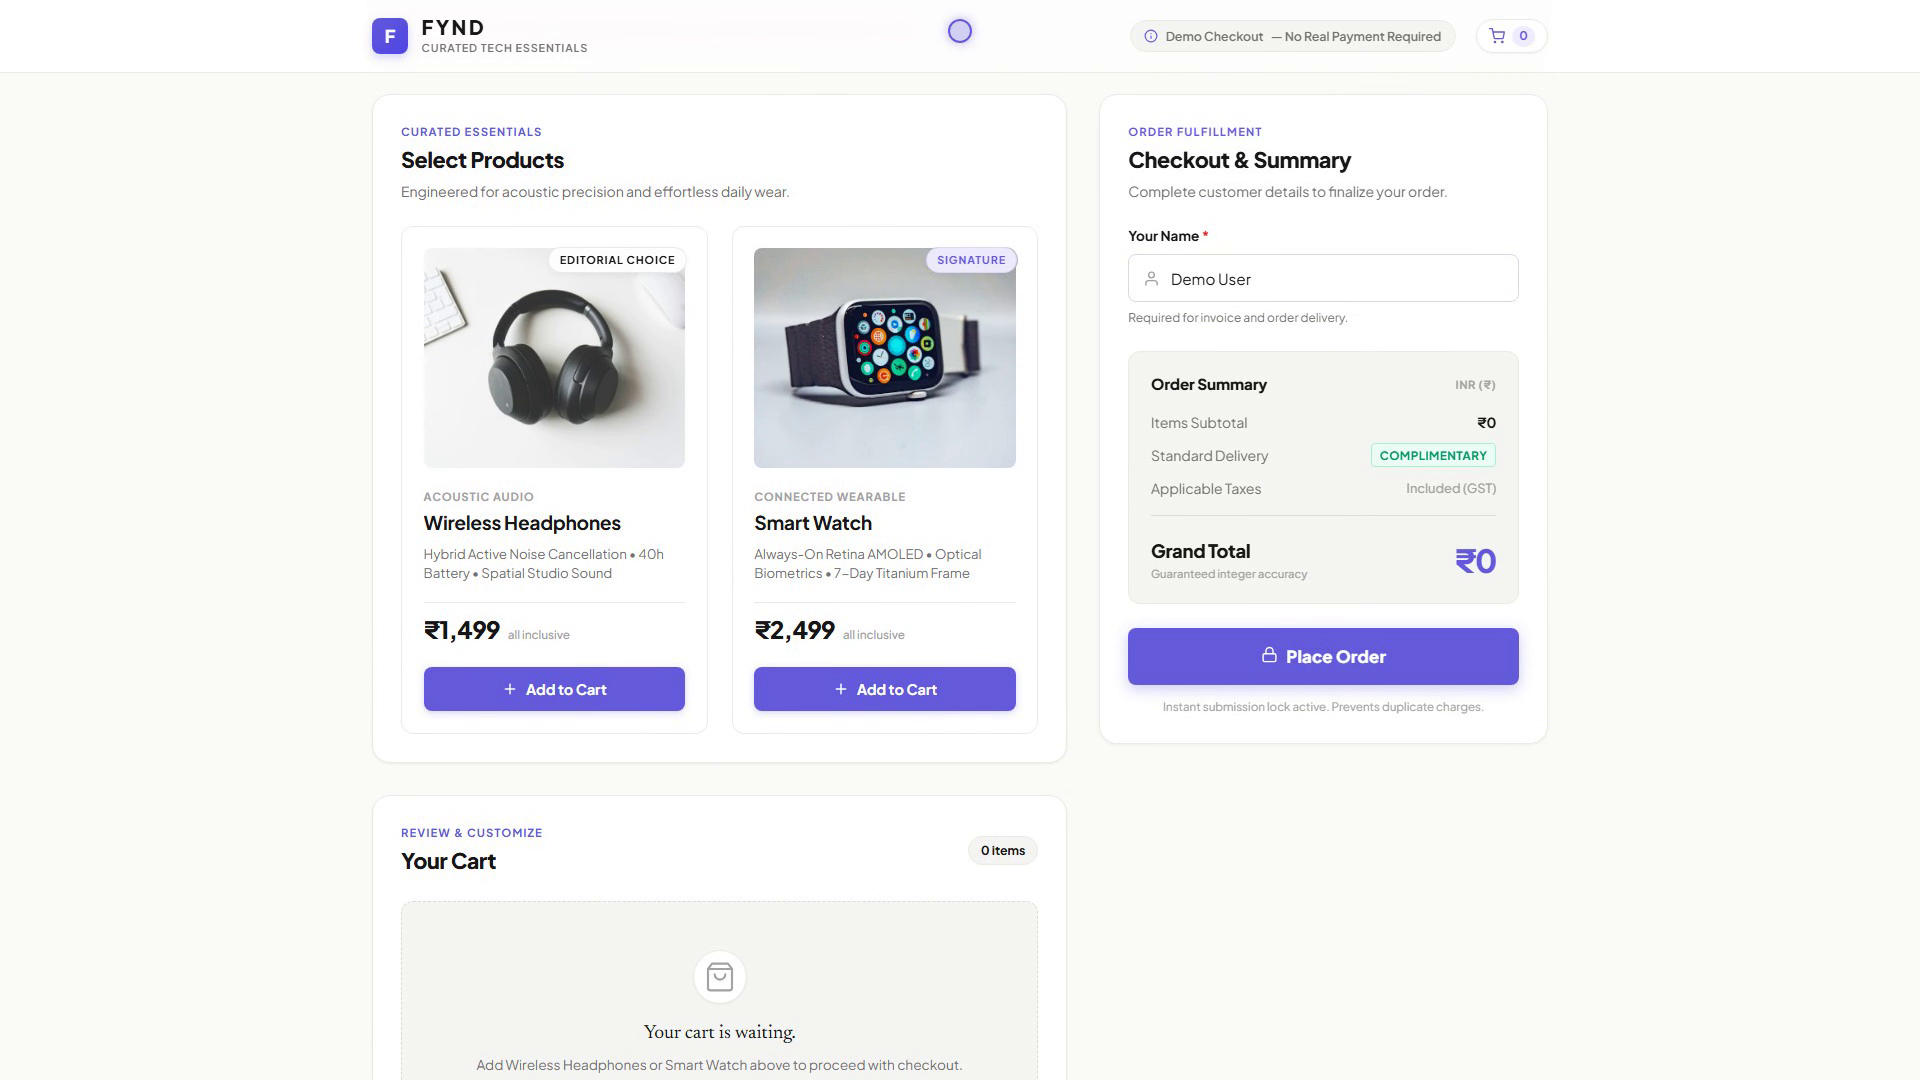 F
FYND
CURATED TECH ESSENTIALS
Demo Checkout — No Real Payment Required
0
CURATED ESSENTIALS
Select Products
Engineered for acoustic precision and effortless daily wear.
EDITORIAL CHOICE
ACOUSTIC AUDIO
Wireless Headphones
Hybrid Active Noise Cancellation • 40h
Battery • Spatial Studio Sound
₹1,499 all inclusive
+ Add to Cart
SIGNATURE
CONNECTED WEARABLE
Smart Watch
Always-On Retina AMOLED • Optical
Biometrics • 7-Day Titanium Frame
₹2,499 all inclusive
+ Add to Cart
ORDER FULFILLMENT
Checkout & Summary
Complete customer details to finalize your order.
Your Name *
Demo User
Required for invoice and order delivery.
Order Summary INR (₹)
Items Subtotal ₹0
Standard Delivery COMPLIMENTARY
Applicable Taxes Included (GST)
Grand Total ₹0
Guaranteed integer accuracy
Place Order
Instant submission lock active. Prevents duplicate charges.
REVIEW & CUSTOMIZE
Your Cart
0 items
Your cart is waiting.
Add Wireless Headphones or Smart Watch above to proceed with checkout.